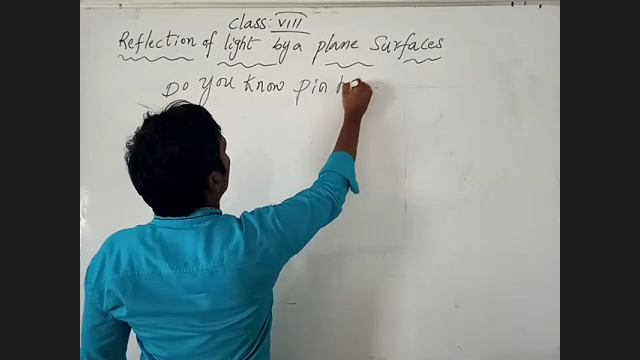 class: VIII
Reflection of light by a plane Surfaces
Do you know pin